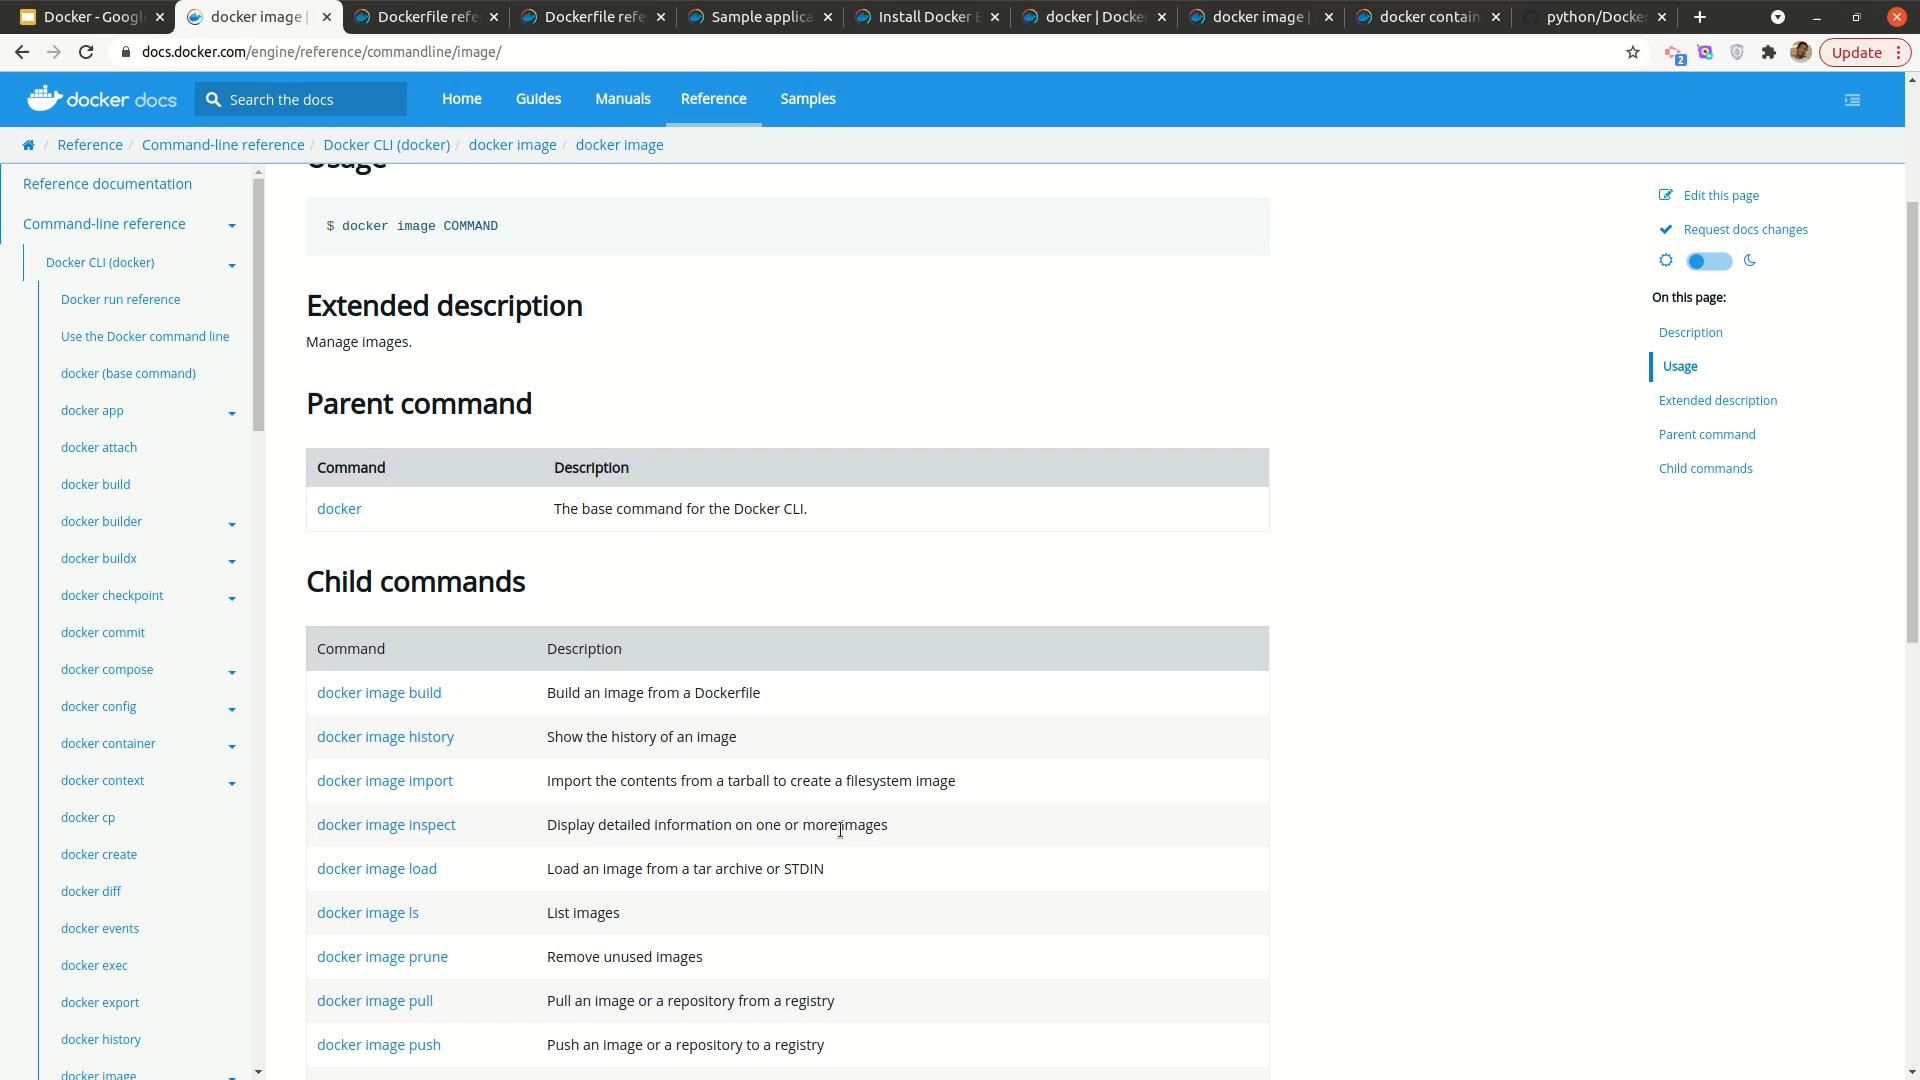 Docker - Google
docker image |
Dockerfile refe
Dockerfile refe
Sample applica
Install Docker E
docker | Docke
docker image |
docker contain
python/Docke
docs.docker.com/engine/reference/commandline/image/
2
Update
docker docs
Search the docs
Home
Guides
Manuals
Reference
Samples
Reference / Command-line reference / Docker CLI (docker) / docker image / docker image
Reference documentation
Command-line reference
Docker CLI (docker)
Docker run reference
Use the Docker command line
docker (base command)
docker app
docker attach
docker build
docker builder
docker buildx
docker checkpoint
docker commit
docker compose
docker config
docker container
docker context
docker cp
docker create
docker diff
docker events
docker exec
docker export
docker history
docker image
Usage
$ docker image COMMAND
Extended description
Manage images.
Parent command
Command Description
docker The base command for the Docker CLI.
Child commands
Command Description
docker image build Build an image from a Dockerfile
docker image history Show the history of an image
docker image import Import the contents from a tarball to create a filesystem image
docker image inspect Display detailed information on one or more images
docker image load Load an image from a tar archive or STDIN
docker image ls List images
docker image prune Remove unused images
docker image pull Pull an image or a repository from a registry
docker image push Push an image or a repository to a registry
Edit this page
Request docs changes
On this page:
Description
Usage
Extended description
Parent command
Child commands